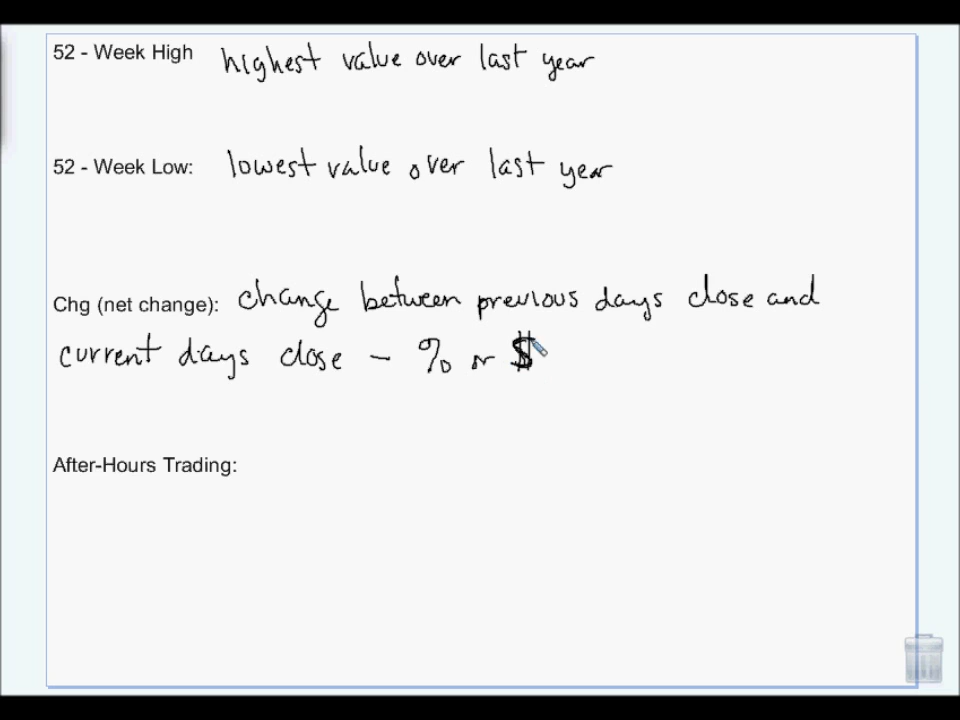 52 - Week High highest value over last year
52 - Week Low: lowest value over last year
Chg (net change): change between previous days close and
current days close - % or $
After-Hours Trading: